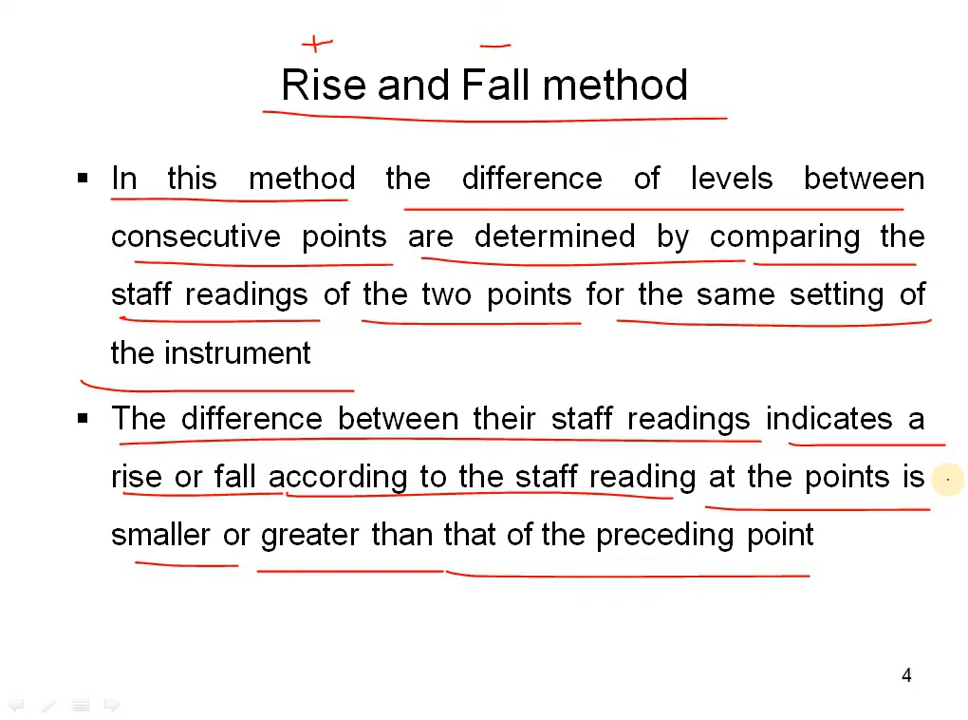 + −
Rise and Fall method
▪ In this method the difference of levels between
consecutive points are determined by comparing the
staff readings of the two points for the same setting of
the instrument
▪ The difference between their staff readings indicates a
rise or fall according to the staff reading at the points is
smaller or greater than that of the preceding point
4